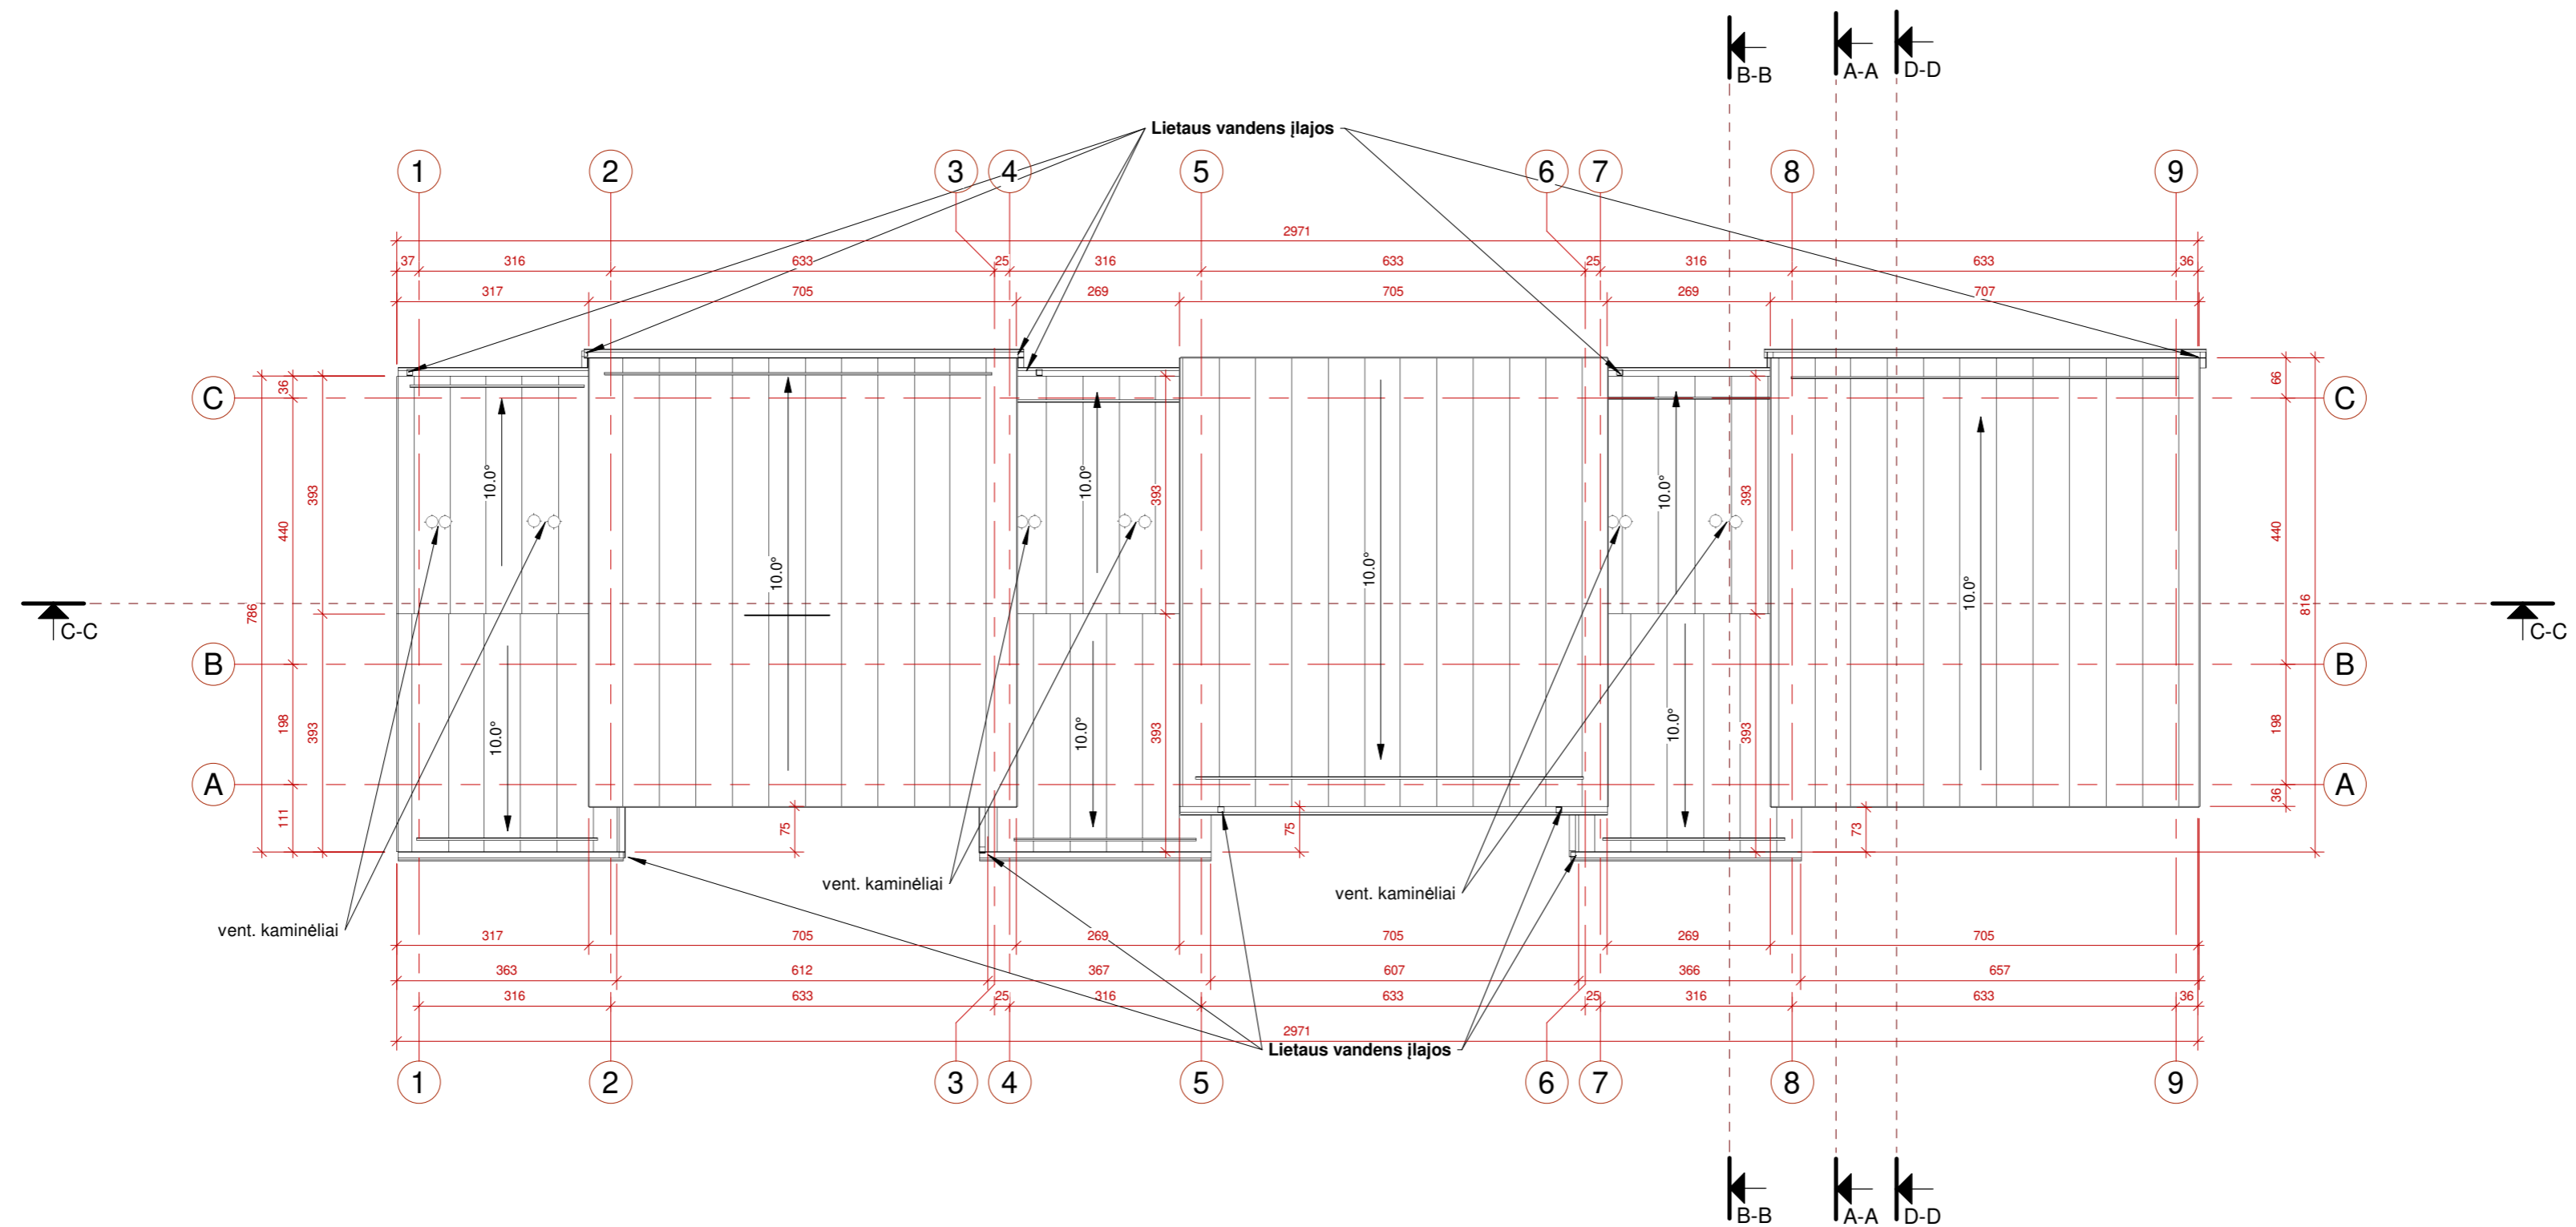 B-B A-A D-D
Lietaus vandens įlajos
1 2 3 4 5 6 7 8 9
2971
37 316 633 25 316 633 25 316 633 36
317 705 269 705 269 707
C 36 66 C
393 440 10.0° 10.0° 10.0° 393 10.0° 10.0° 10.0° 393 10.0° 440
786 816
C-C C-C
B B
198 393 10.0° 10.0° 393 10.0° 393 198
A A
111 75 75 73 36
vent. kaminėliai
vent. kaminėliai
vent. kaminėliai
317 705 269 705 269 705
363 612 367 607 366 657
316 633 25 316 633 25 316 633 36
2971
Lietaus vandens įlajos
1 2 3 4 5 6 7 8 9
B-B A-A D-D